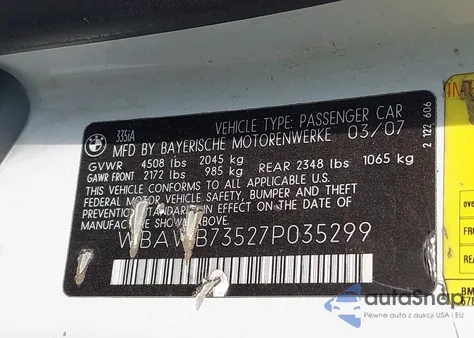 335iA
VEHICLE TYPE: PASSENGER CAR
MFD BY BAYERISCHE MOTORENWERKE 03/07
GVWR 4508 lbs 2045 kg
GAWR FRONT 2172 lbs 985 kg REAR 2348 lbs 1065 kg
THIS VEHICLE CONFORMS TO ALL APPLICABLE
FEDERAL MOTOR VEHICLE SAFETY, BUMPER AND THEFT
PREVENTION STANDARDS IN EFFECT ON THE DATE OF
MANUFACTURE SHOWN ABOVE.
WBAWB73527P035299
2 122 606
autoSnap
Pewne auta z aukcji USA i EU